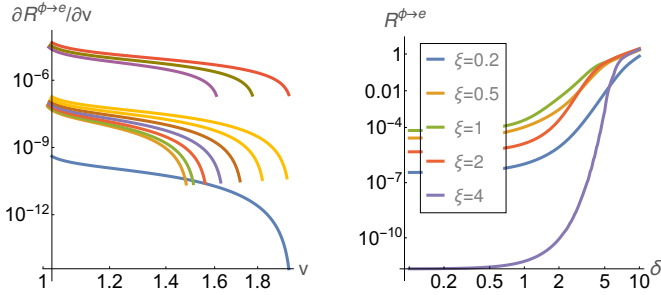 ∂R^{ϕ→e}/∂v
10^{-6}
10^{-9}
10^{-12}
1 1.2 1.4 1.6 1.8 v
R^{ϕ→e}
1
0.01
10^{-4}
10^{-7}
10^{-10}
ξ=0.2
ξ=0.5
ξ=1
ξ=2
ξ=4
0.2 0.5 1 2 5 10 δ